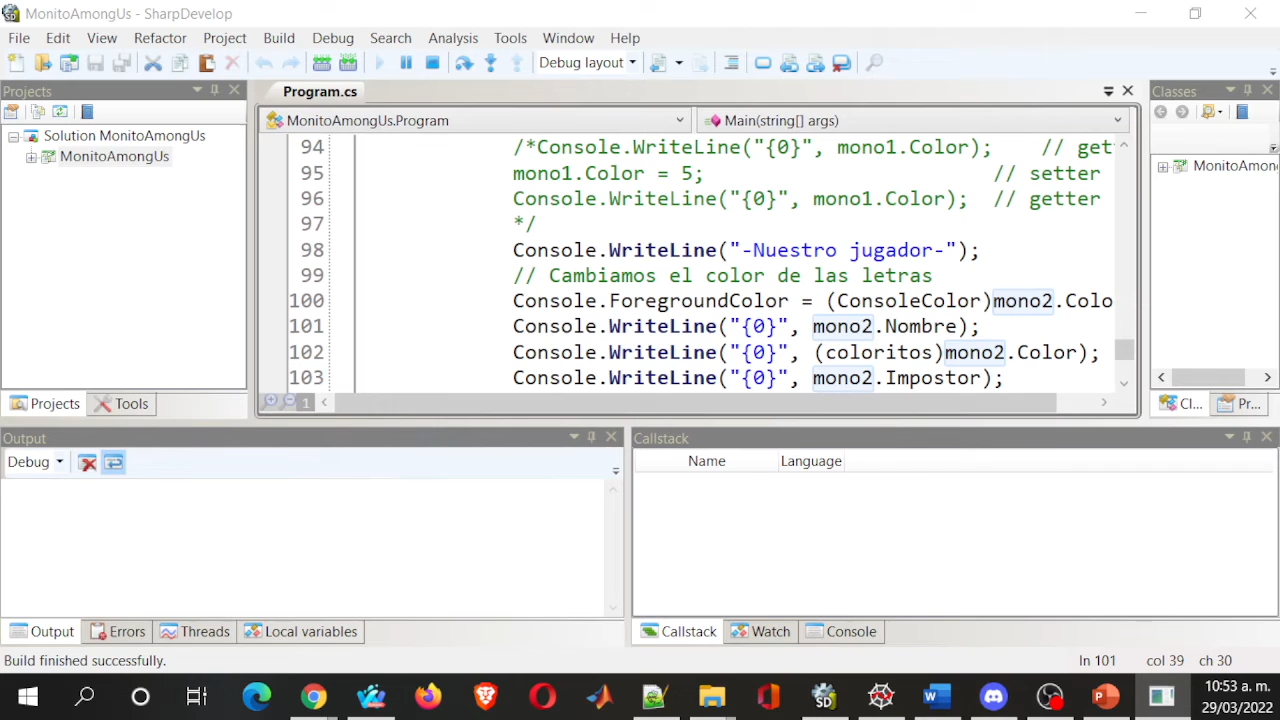 MonitoAmongUs - SharpDevelop
File Edit View Refactor Project Build Debug Search Analysis Tools Window Help
Debug layout
Projects
Program.cs
Classes
MonitoAmongUs.Program
Main(string[] args)
Solution MonitoAmongUs
MonitoAmongUs
MonitoAmon
94 /*Console.WriteLine("{0}", mono1.Color); // get
95 mono1.Color = 5; // setter
96 Console.WriteLine("{0}", mono1.Color); // getter
97 */
98 Console.WriteLine("-Nuestro jugador-");
99 // Cambiamos el color de las letras
100 Console.ForegroundColor = (ConsoleColor)mono2.Colo
101 Console.WriteLine("{0}", mono2.Nombre);
102 Console.WriteLine("{0}", (coloritos)mono2.Color);
103 Console.WriteLine("{0}", mono2.Impostor);
Projects Tools
1
Cl... Pr...
Output
Callstack
Debug
Name Language
Output Errors Threads Local variables
Callstack Watch Console
Build finished successfully.
ln 101 col 39 ch 30
10:53 a. m.
29/03/2022